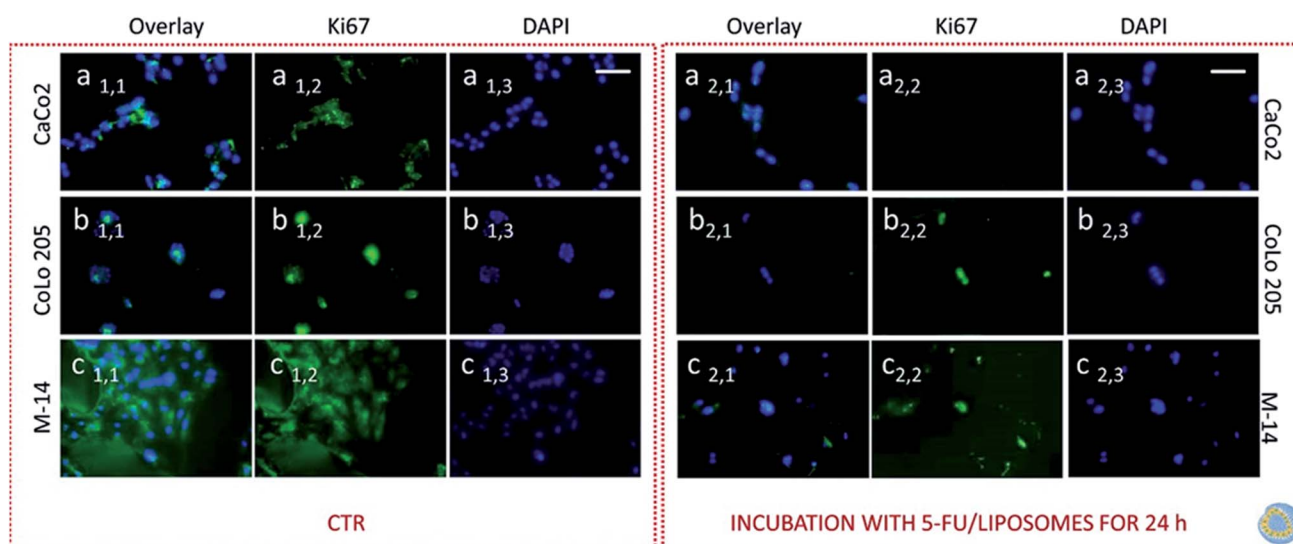 Overlay Ki67 DAPI Overlay Ki67 DAPI
CaCo2 a 1,1 a 1,2 a 1,3 a 2,1 a 2,2 a 2,3 CaCo2
CoLo 205 b 1,1 b 1,2 b 1,3 b 2,1 b 2,2 b 2,3 CoLo 205
M-14 c 1,1 c 1,2 c 1,3 c 2,1 c 2,2 c 2,3 M-14
CTR INCUBATION WITH 5-FU/LIPOSOMES FOR 24 h